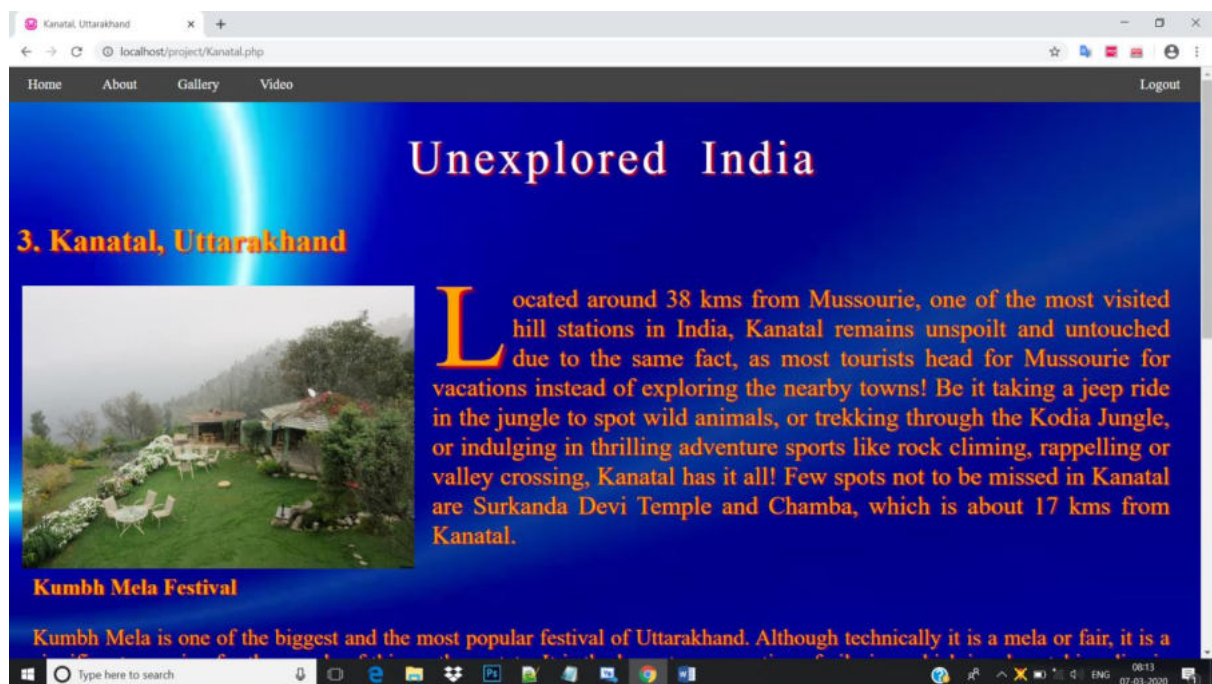 Kanatal, Uttarakhand
localhost/project/Kanatal.php
Home About Gallery Video Logout
Unexplored India
3. Kanatal, Uttarakhand
Located around 38 kms from Mussourie, one of the most visited
hill stations in India, Kanatal remains unspoilt and untouched
due to the same fact, as most tourists head for Mussourie for
vacations instead of exploring the nearby towns! Be it taking a jeep ride
in the jungle to spot wild animals, or trekking through the Kodia Jungle,
or indulging in thrilling adventure sports like rock climing, rappelling or
valley crossing, Kanatal has it all! Few spots not to be missed in Kanatal
are Surkanda Devi Temple and Chamba, which is about 17 kms from
Kanatal.
Kumbh Mela Festival
Kumbh Mela is one of the biggest and the most popular festival of Uttarakhand. Although technically it is a mela or fair, it is a
Type here to search
Ps
ENG
08:13
07-03-2020